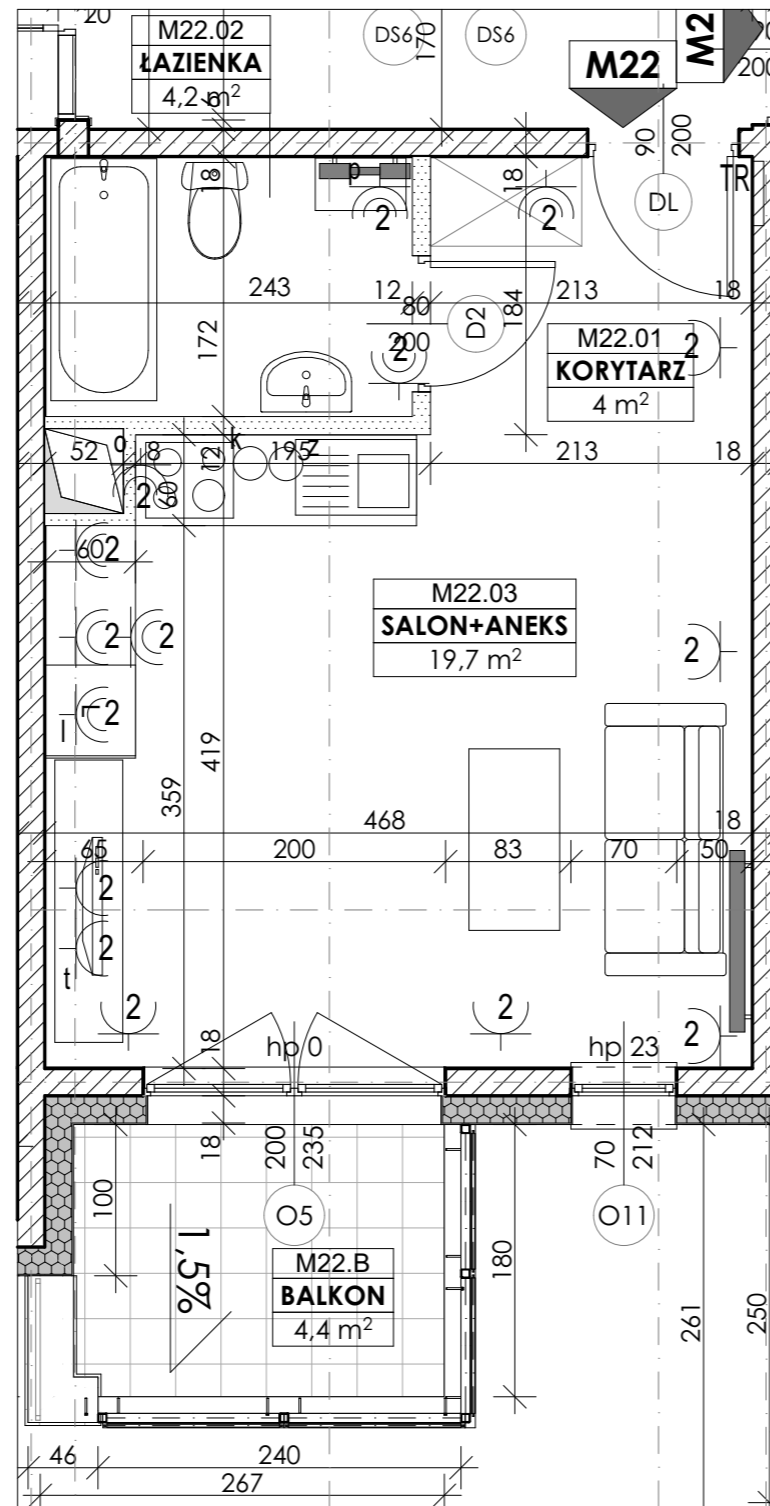 20
M22.02
ŁAZIENKA
4,2 m²
DS6
170
DS6
M22
M2
200
90
200
TR
DL
18
p
2
18
2
243
12
80
200
D2
184
213
18
172
2
M22.01
KORYTARZ
4 m²
2
52
8
o
12
k
195
z
213
18
2
60
60
2
M22.03
SALON+ANEKS
19,7 m²
2
2
2
2
l
359
419
468
18
65
200
83
70
50
2
2
t
2
2
2
18
hp 0
hp 23
18
200
235
70
212
100
O5
O11
1,5%
M22.B
BALKON
4,4 m²
180
261
250
46
240
267